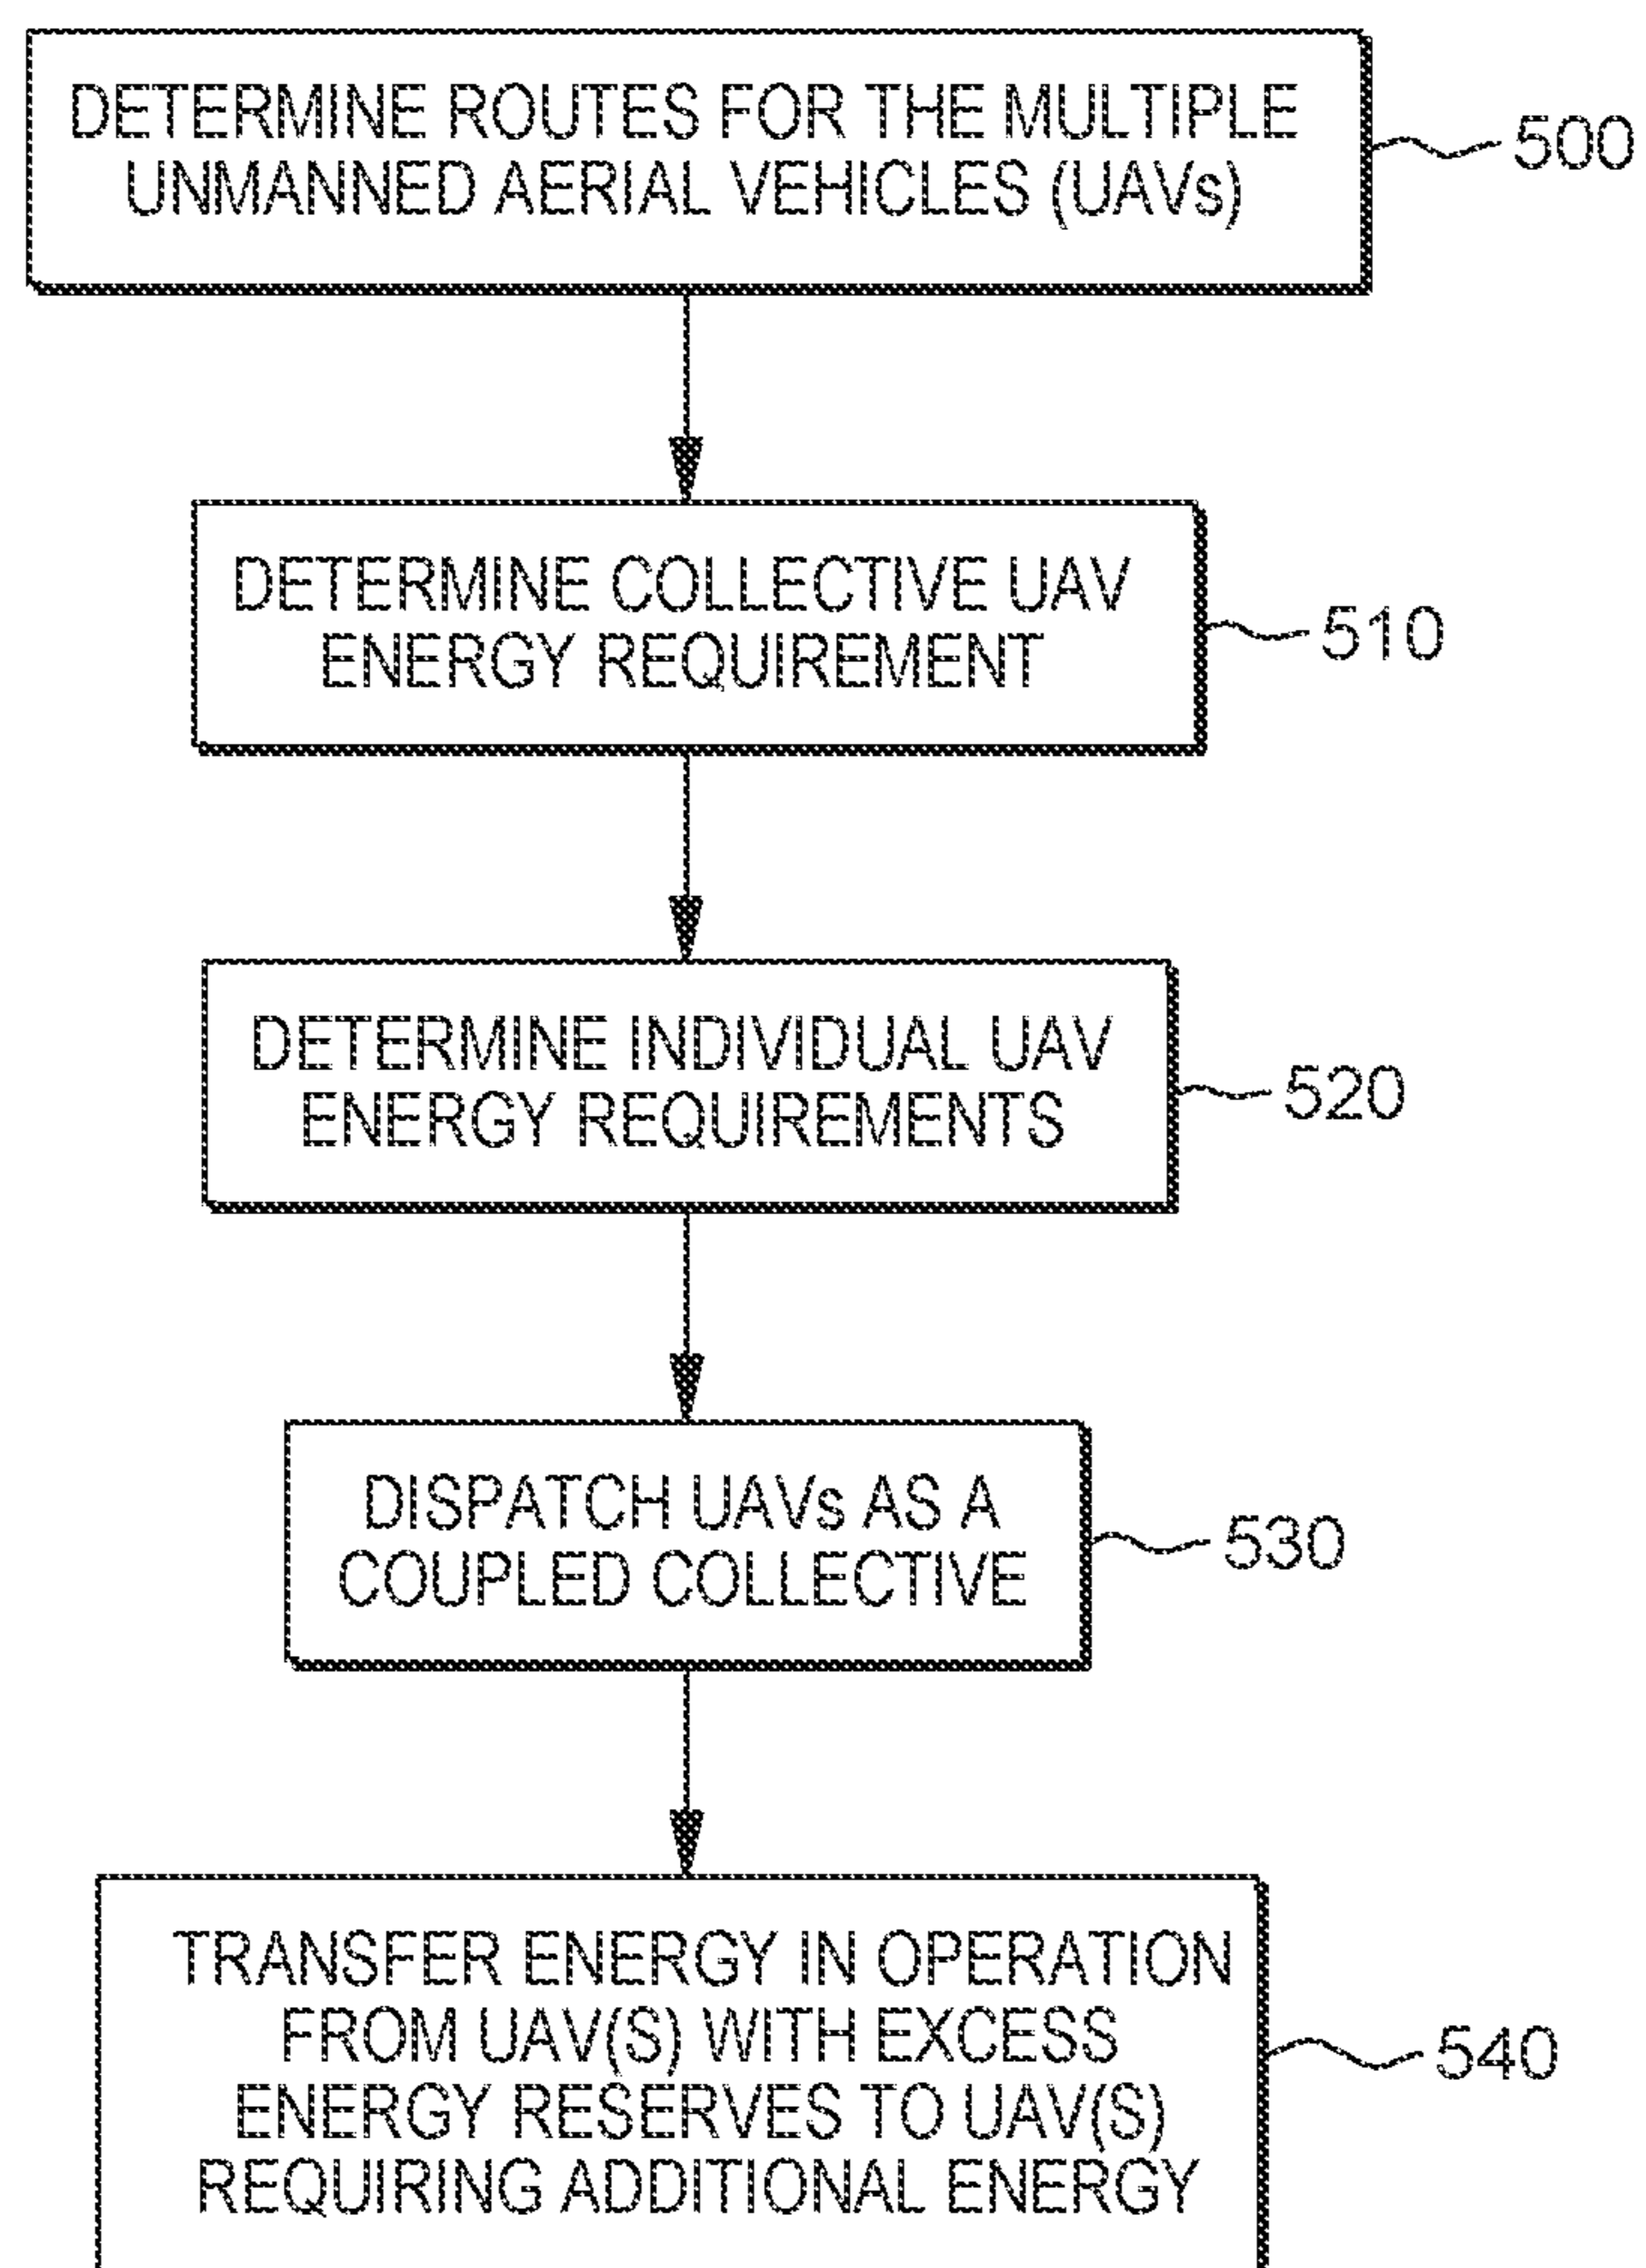 DETERMINE ROUTES FOR THE MULTIPLE
UNMANNED AERIAL VEHICLES (UAVs)
500
DETERMINE COLLECTIVE UAV
ENERGY REQUIREMENT
510
DETERMINE INDIVIDUAL UAV
ENERGY REQUIREMENTS
520
DISPATCH UAVs AS A
COUPLED COLLECTIVE
530
TRANSFER ENERGY IN OPERATION
FROM UAV(S) WITH EXCESS
ENERGY RESERVES TO UAV(S)
REQUIRING ADDITIONAL ENERGY
540